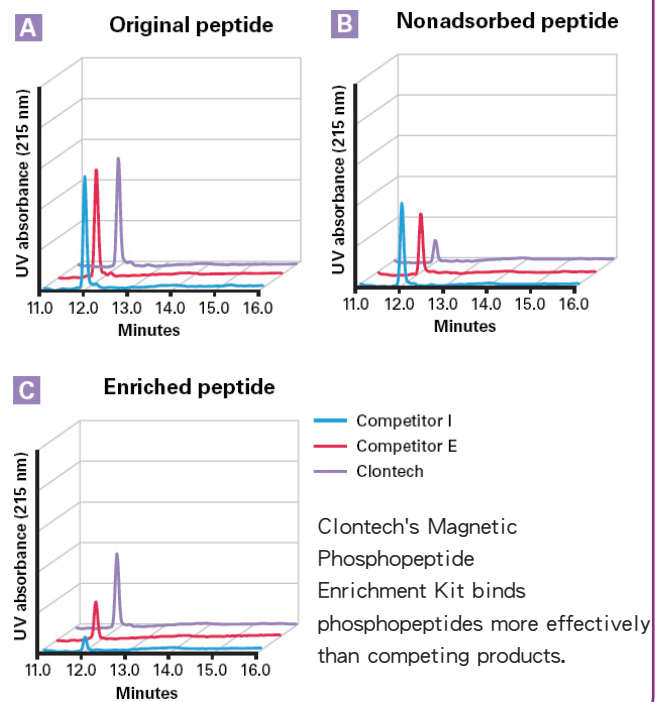 A
Original peptide
UV absorbance (215 nm)
11.0 12.0 13.0 14.0 15.0 16.0
Minutes
B
Nonadsorbed peptide
UV absorbance (215 nm)
11.0 12.0 13.0 14.0 15.0 16.0
Minutes
C
Enriched peptide
UV absorbance (215 nm)
11.0 12.0 13.0 14.0 15.0 16.0
Minutes
Competitor I
Competitor E
Clontech
Clontech's Magnetic
Phosphopeptide
Enrichment Kit binds
phosphopeptides more effectively
than competing products.